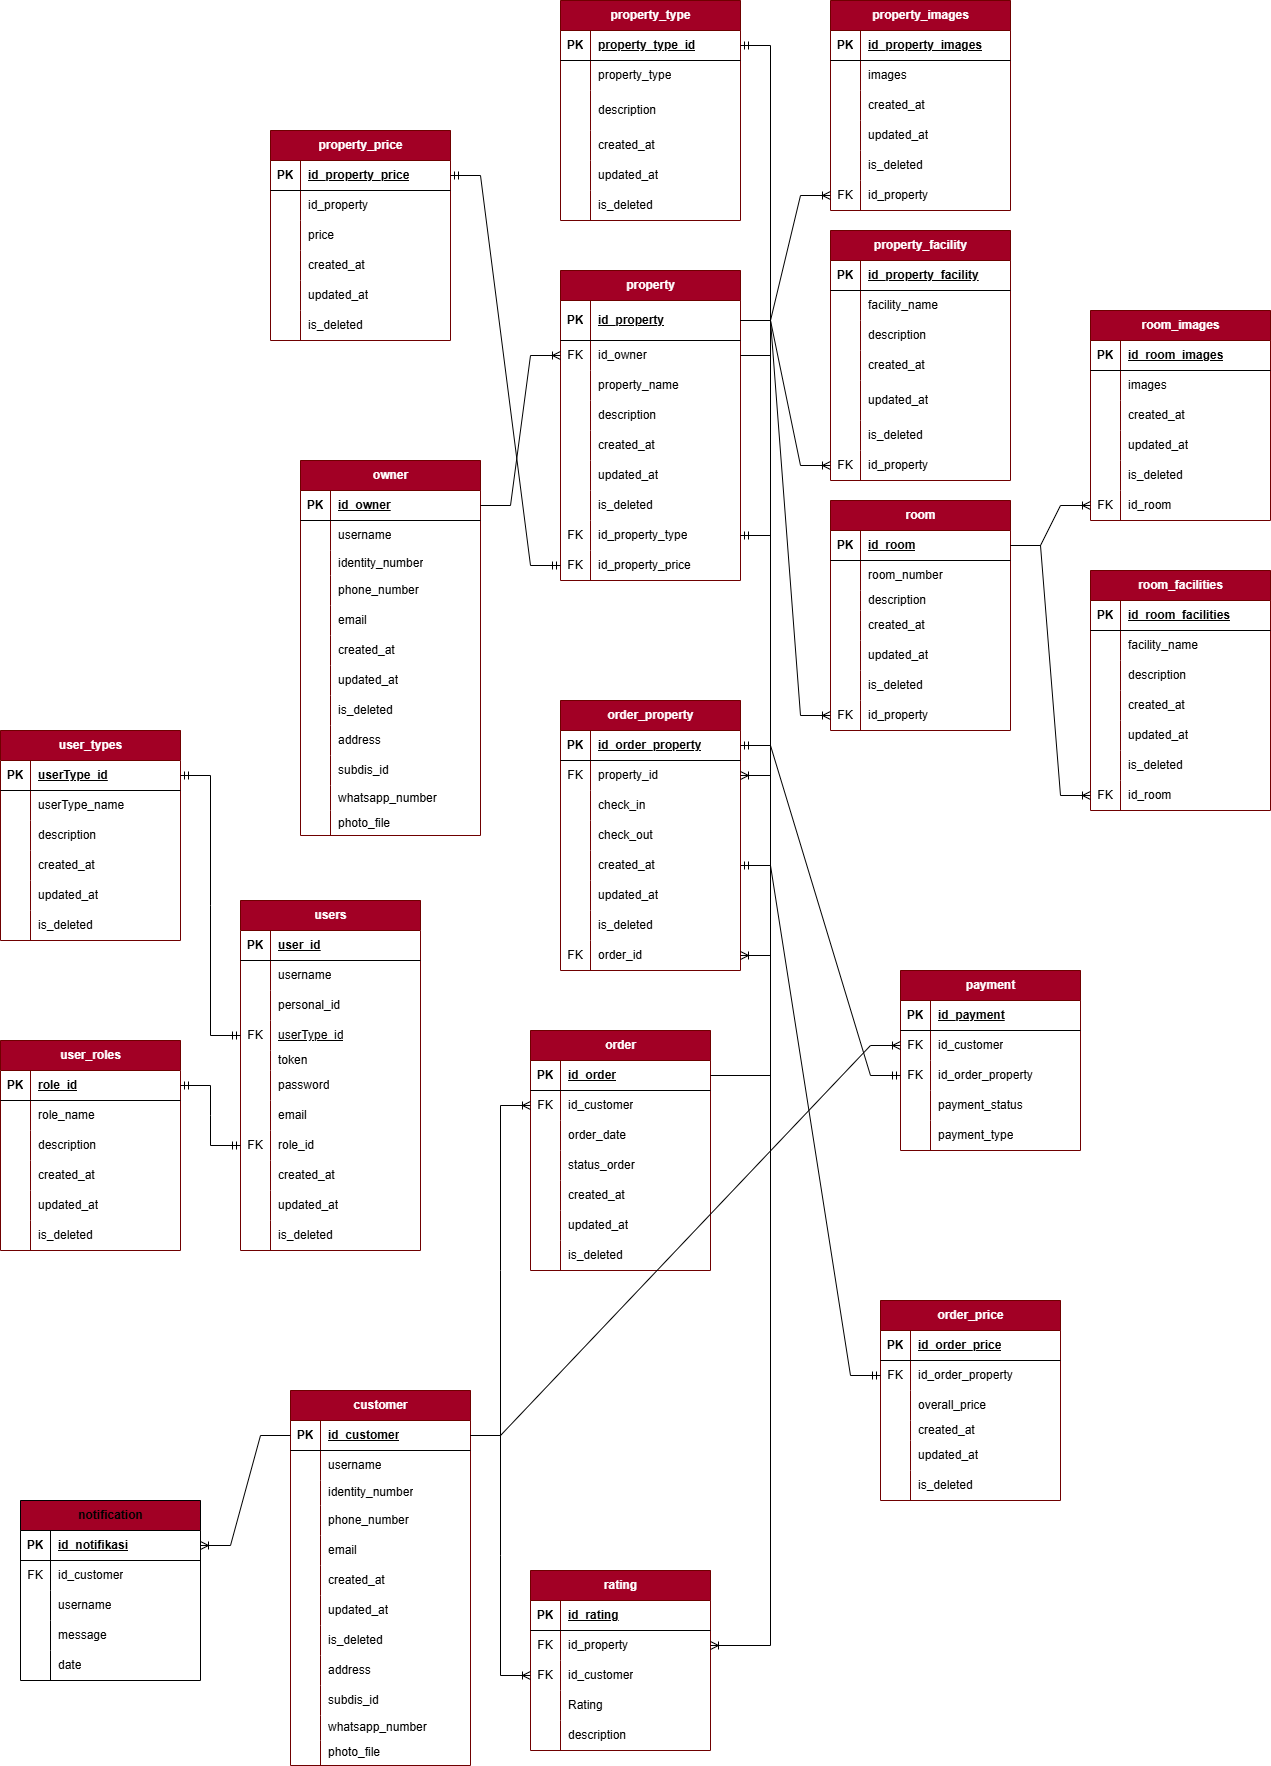 property_type
PK property_type_id
property_type
description
created_at
updated_at
is_deleted
property_images
PK id_property_images
images
created_at
updated_at
is_deleted
FK id_property
property_price
PK id_property_price
id_property
price
created_at
updated_at
is_deleted
property
PK id_property
FK id_owner
property_name
description
created_at
updated_at
is_deleted
FK id_property_type
FK id_property_price
property_facility
PK id_property_facility
facility_name
description
created_at
updated_at
is_deleted
FK id_property
room_images
PK id_room_images
images
created_at
updated_at
is_deleted
FK id_room
owner
PK id_owner
username
identity_number
phone_number
email
created_at
updated_at
is_deleted
address
subdis_id
whatsapp_number
photo_file
room
PK id_room
room_number
description
created_at
updated_at
is_deleted
FK id_property
room_facilities
PK id_room_facilities
facility_name
description
created_at
updated_at
is_deleted
FK id_room
order_property
PK id_order_property
FK property_id
check_in
check_out
created_at
updated_at
is_deleted
FK order_id
user_types
PK userType_id
userType_name
description
created_at
updated_at
is_deleted
users
PK user_id
username
personal_id
FK userType_id
token
password
email
FK role_id
created_at
updated_at
is_deleted
user_roles
PK role_id
role_name
description
created_at
updated_at
is_deleted
order
PK id_order
FK id_customer
order_date
status_order
created_at
updated_at
is_deleted
payment
PK id_payment
FK id_customer
FK id_order_property
payment_status
payment_type
order_price
PK id_order_price
FK id_order_property
overall_price
created_at
updated_at
is_deleted
customer
PK id_customer
username
identity_number
phone_number
email
created_at
updated_at
is_deleted
address
subdis_id
whatsapp_number
photo_file
notification
PK id_notifikasi
FK id_customer
username
message
date
rating
PK id_rating
FK id_property
FK id_customer
Rating
description